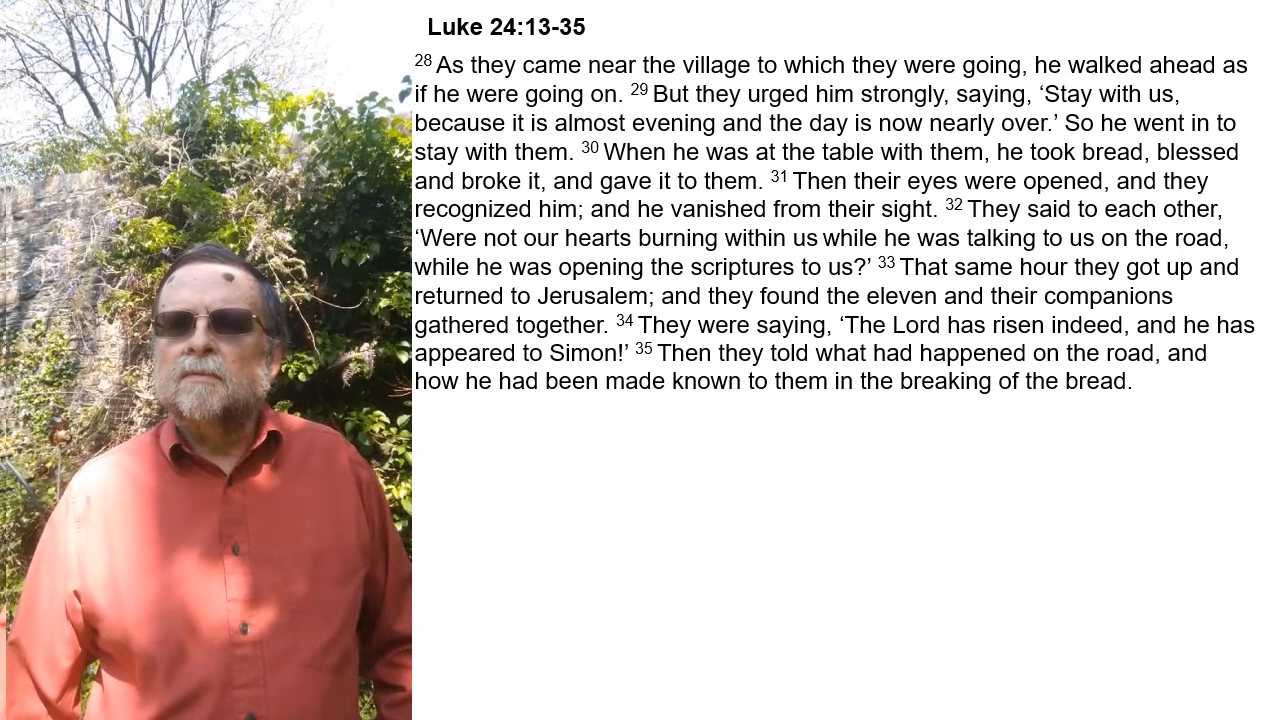 Luke 24:13-35
28 As they came near the village to which they were going, he walked ahead as
if he were going on. 29 But they urged him strongly, saying, ‘Stay with us,
because it is almost evening and the day is now nearly over.’ So he went in to
stay with them. 30 When he was at the table with them, he took bread, blessed
and broke it, and gave it to them. 31 Then their eyes were opened, and they
recognized him; and he vanished from their sight. 32 They said to each other,
‘Were not our hearts burning within us while he was talking to us on the road,
while he was opening the scriptures to us?’ 33 That same hour they got up and
returned to Jerusalem; and they found the eleven and their companions
gathered together. 34 They were saying, ‘The Lord has risen indeed, and he has
appeared to Simon!’ 35 Then they told what had happened on the road, and
how he had been made known to them in the breaking of the bread.